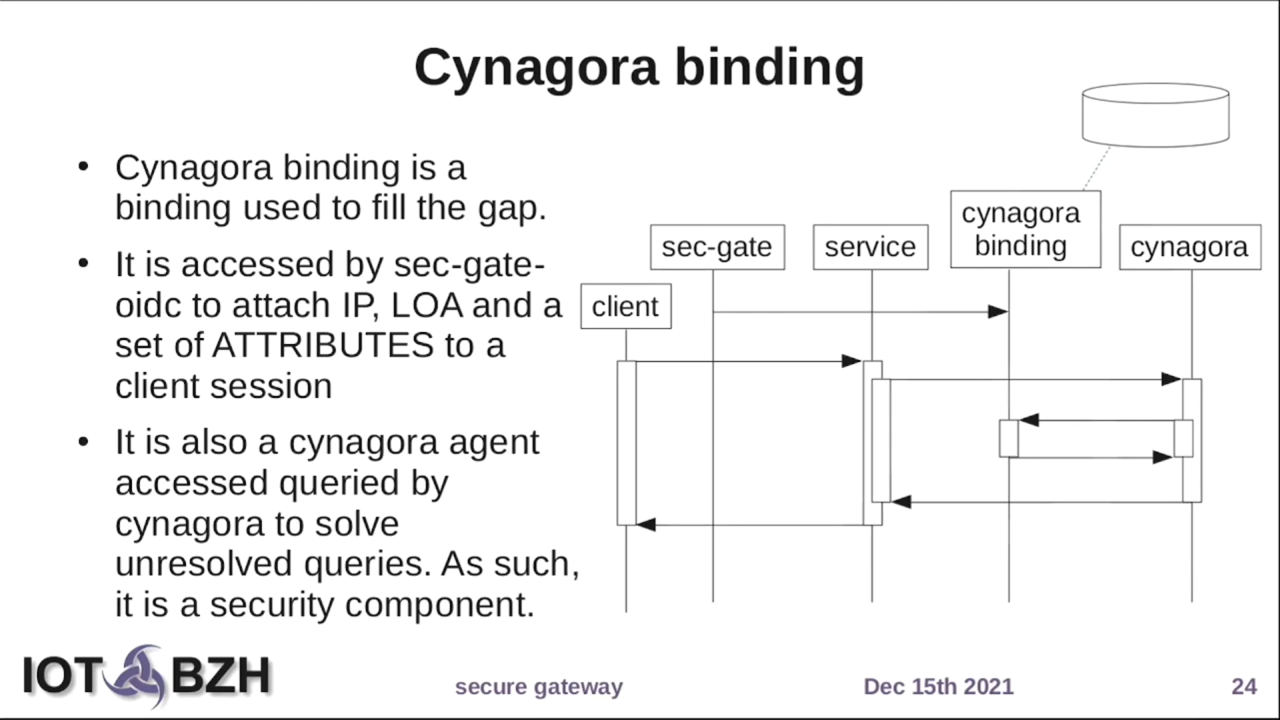 Cynagora binding
• Cynagora binding is a
binding used to fill the gap.
• It is accessed by sec-gate-
oidc to attach IP, LOA and a
set of ATTRIBUTES to a
client session
• It is also a cynagora agent
accessed queried by
cynagora to solve
unresolved queries. As such,
it is a security component.
client
sec-gate
service
cynagora
binding
cynagora
IOT BZH
secure gateway
Dec 15th 2021
24